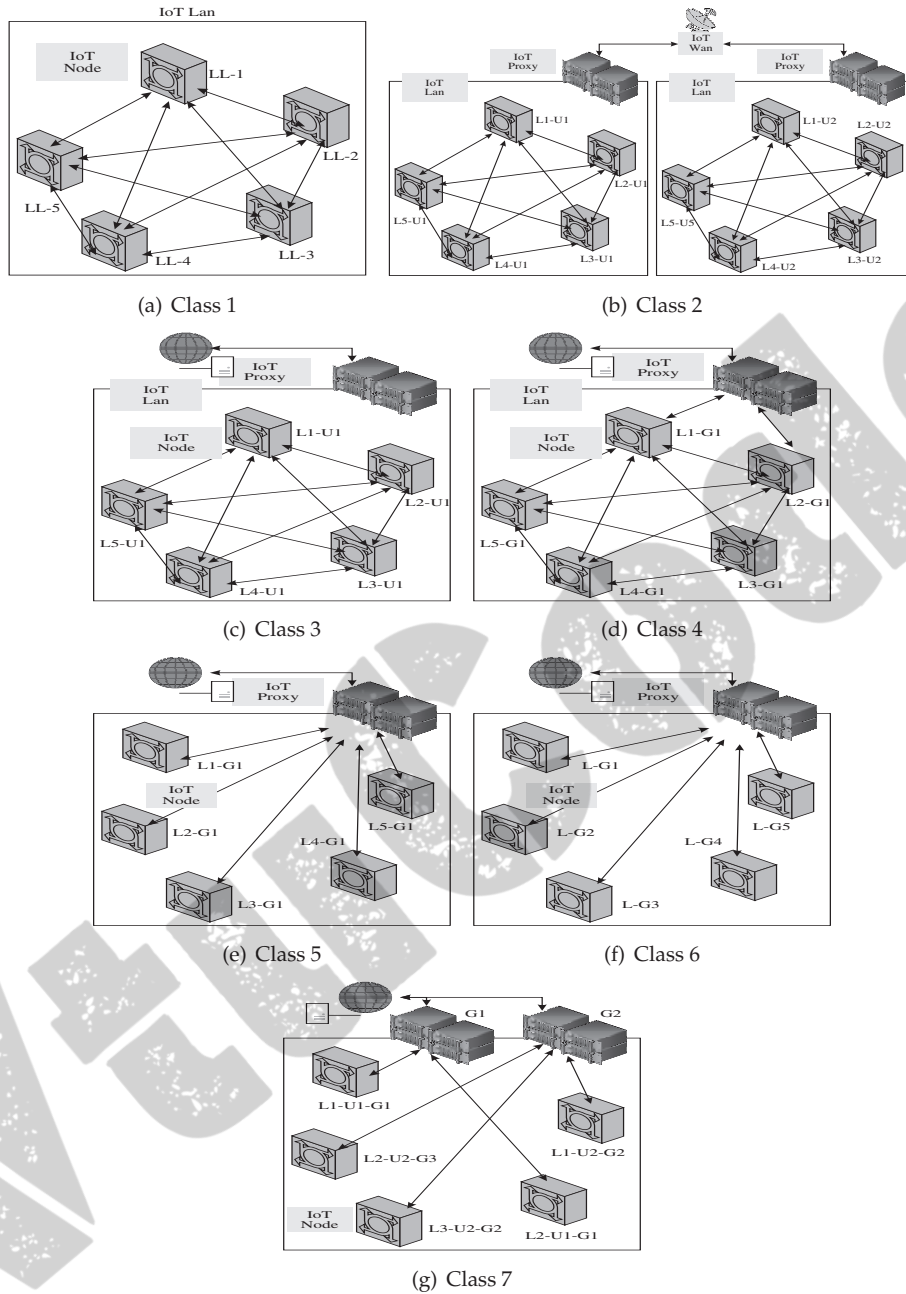 IoT Lan
IoT
Node
LL-1
LL-2
LL-5
LL-4
LL-3
(a) Class 1
IoT
Wan
IoT
Proxy
IoT
Proxy
IoT
Lan
IoT
Lan
L1-U1
L2-U1
L5-U1
L4-U1
L3-U1
L1-U2
L2-U2
L5-U5
L4-U2
L3-U2
(b) Class 2
IoT
Proxy
IoT
Lan
IoT
Node
L1-U1
L2-U1
L5-U1
L4-U1
L3-U1
(c) Class 3
IoT
Proxy
IoT
Lan
IoT
Node
L1-G1
L2-G1
L5-G1
L4-G1
L3-G1
(d) Class 4
IoT
Proxy
L1-G1
IoT
Node
L5-G1
L2-G1
L4-G1
L3-G1
(e) Class 5
IoT
Proxy
L-G1
IoT
Node
L-G5
L-G2
L-G4
L-G3
(f) Class 6
G1
G2
L1-U1-G1
L1-U2-G2
L2-U2-G3
IoT
Node
L3-U2-G2
L2-U1-G1
(g) Class 7